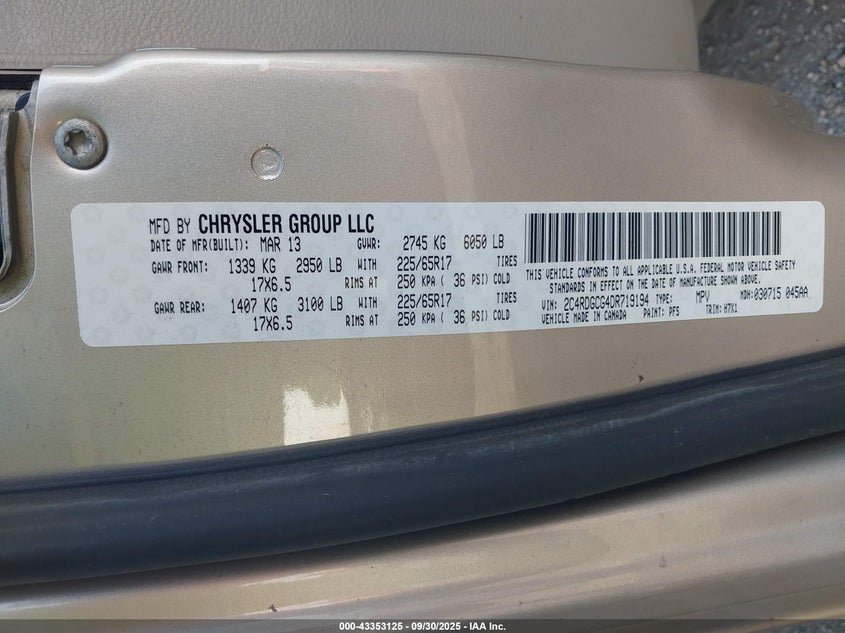 MFD BY CHRYSLER GROUP LLC
DATE OF MFR(BUILT): MAR 13 GVWR: 2745 KG 6050 LB
GAWR FRONT: 1339 KG 2950 LB WITH 225/65R17 TIRES
17X6.5 RIMS AT 250 KPA ( 36 PSI) COLD
GAWR REAR: 1407 KG 3100 LB WITH 225/65R17 TIRES
17X6.5 RIMS AT 250 KPA ( 36 PSI) COLD
THIS VEHICLE CONFORMS TO ALL APPLICABLE U.S.A. FEDERAL MOTOR VEHICLE SAFETY
STANDARDS IN EFFECT ON THE DATE OF MANUFACTURE SHOWN ABOVE.
VIN: 2C4RDGCG4DR719194 TYPE: MPV MDH:030715 045AA
VEHICLE MADE IN CANADA PAINT: PFS TRIM: H7X1
000-43353125 - 09/30/2025 - IAA Inc.